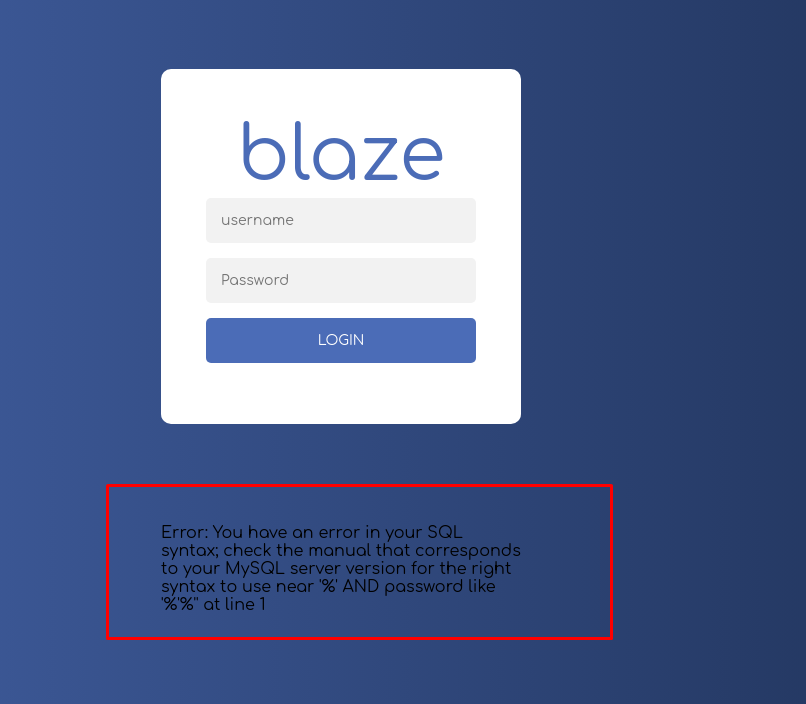 blaze
username
Password
LOGIN
Error: You have an error in your SQL
syntax; check the manual that corresponds
to your MySQL server version for the right
syntax to use near '%' AND password like
'%'%'' at line 1